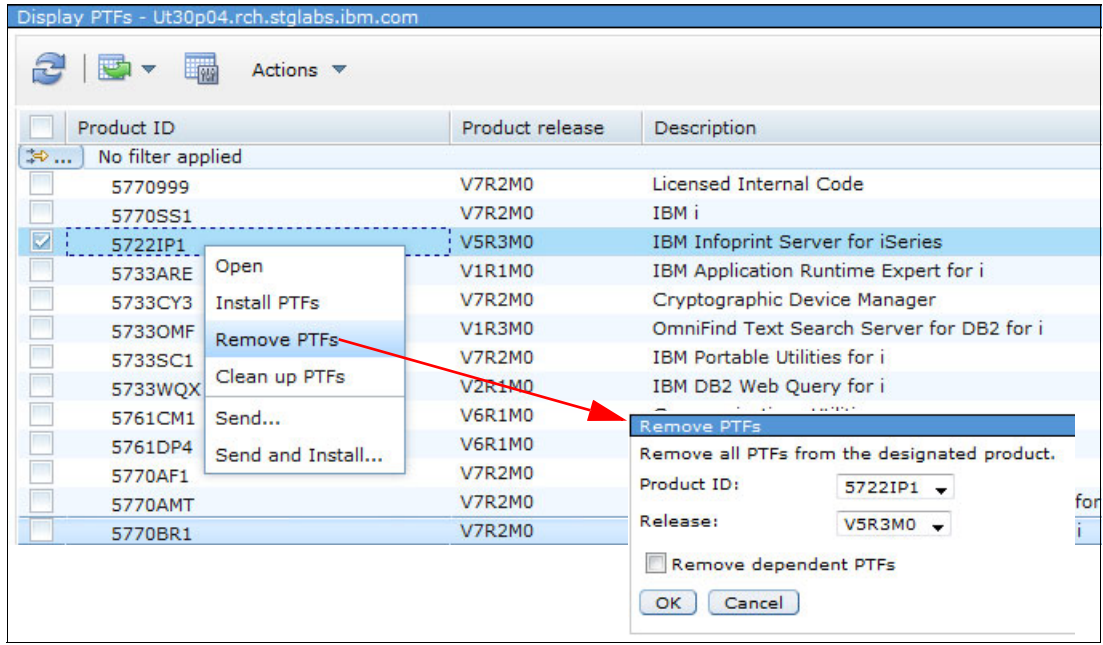 Display PTFs - Ut30p04.rch.stglabs.ibm.com
Actions
Product ID Product release Description
... No filter applied
5770999 V7R2M0 Licensed Internal Code
5770SS1 V7R2M0 IBM i
5722IP1 V5R3M0 IBM Infoprint Server for iSeries
5733ARE V1R1M0 IBM Application Runtime Expert for i
5733CY3 V7R2M0 Cryptographic Device Manager
5733OMF V1R3M0 OmniFind Text Search Server for DB2 for i
5733SC1 V7R2M0 IBM Portable Utilities for i
5733WQX V2R1M0 IBM DB2 Web Query for i
5761CM1 V6R1M0
5761DP4 V6R1M0
5770AF1 V7R2M0
5770AMT V7R2M0 for
5770BR1 V7R2M0 i
Open
Install PTFs
Remove PTFs
Clean up PTFs
Send...
Send and Install...
Remove PTFs
Remove all PTFs from the designated product.
Product ID: 5722IP1
Release: V5R3M0
Remove dependent PTFs
OK Cancel